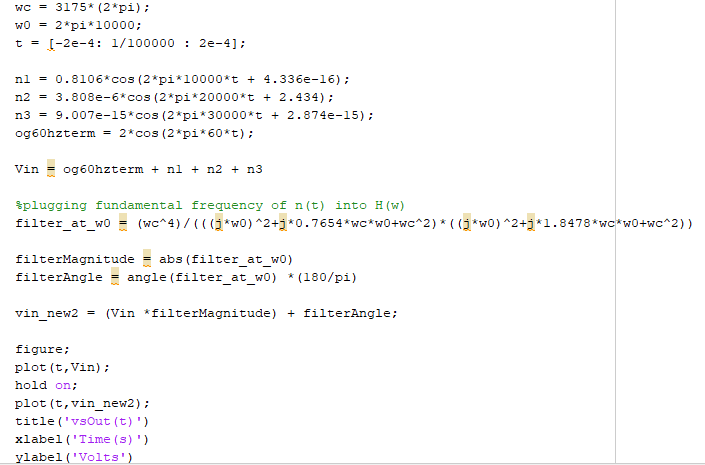 wc = 3175*(2*pi);
w0 = 2*pi*10000;
t = [-2e-4: 1/100000 : 2e-4];
n1 = 0.8106*cos(2*pi*10000*t + 4.336e-16);
n2 = 3.808e-6*cos(2*pi*20000*t + 2.434);
n3 = 9.007e-15*cos(2*pi*30000*t + 2.874e-15);
og60hzterm = 2*cos(2*pi*60*t);
Vin = og60hzterm + n1 + n2 + n3
%plugging fundamental frequency of n(t) into H(w)
filter_at_w0 = (wc^4)/(((j*w0)^2+j*0.7654*wc*w0+wc^2)*((j*w0)^2+j*1.8478*wc*w0+wc^2))
filterMagnitude = abs(filter_at_w0)
filterAngle = angle(filter_at_w0) *(180/pi)
vin_new2 = (Vin *filterMagnitude) + filterAngle;
figure;
plot(t,Vin);
hold on;
plot(t,vin_new2);
title('vsOut(t)')
xlabel('Time(s)')
ylabel('Volts')